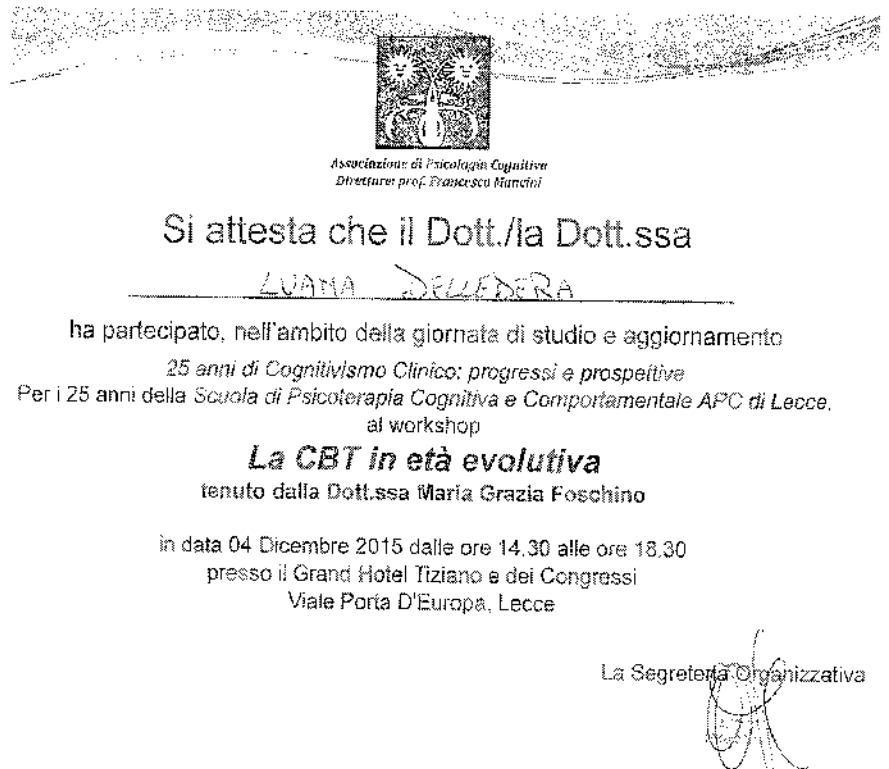 Associazione di Psicologia Cognitiva
Direttore: prof. Francesco Mancini
Si attesta che il Dott./la Dott.ssa
LUANA DELLEDERA
ha partecipato, nell'ambito della giornata di studio e aggiornamento
25 anni di Cognitivismo Clinico: progressi e prospettive
Per i 25 anni della Scuola di Psicoterapia Cognitiva e Comportamentale APC di Lecce,
al workshop
La CBT in età evolutiva
tenuto dalla Dott.ssa Maria Grazia Foschino
in data 04 Dicembre 2015 dalle ore 14.30 alle ore 18.30
presso il Grand Hotel Tiziano e dei Congressi
Viale Porta D'Europa, Lecce
La Segreteria Organizzativa